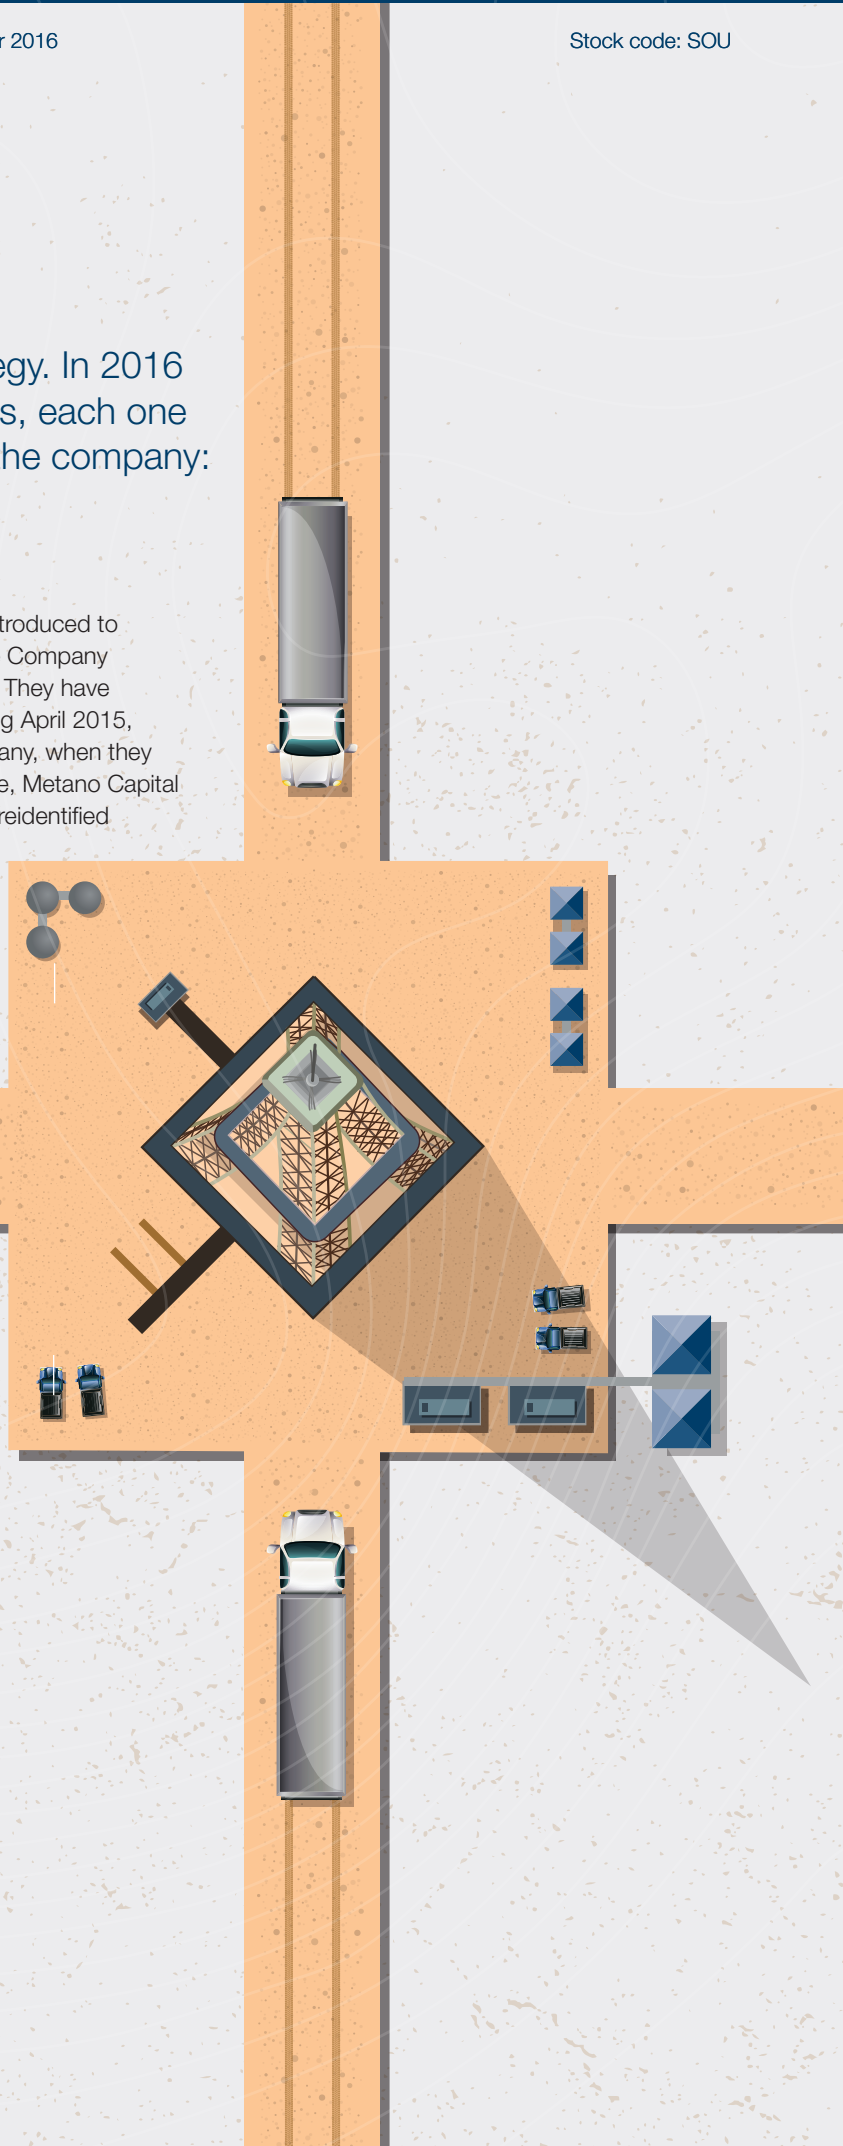 r 2016
Stock code: SOU
egy. In 2016
s, each one
the company:
troduced to
Company
They have
g April 2015,
any, when they
e, Metano Capital
reidentified